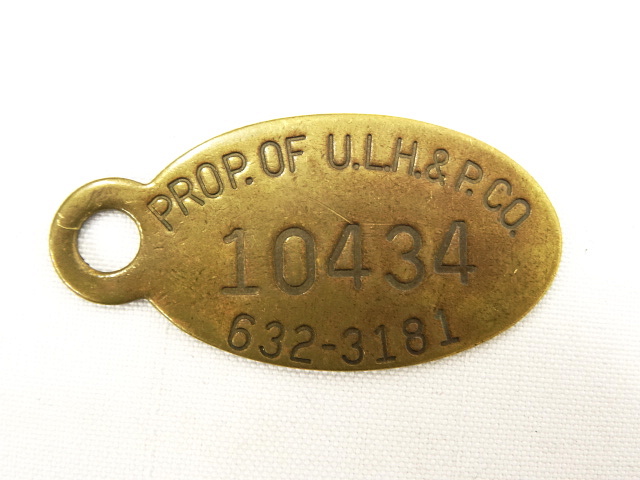 PROP. OF U.L.H.& P. CO.
10434
632-3181